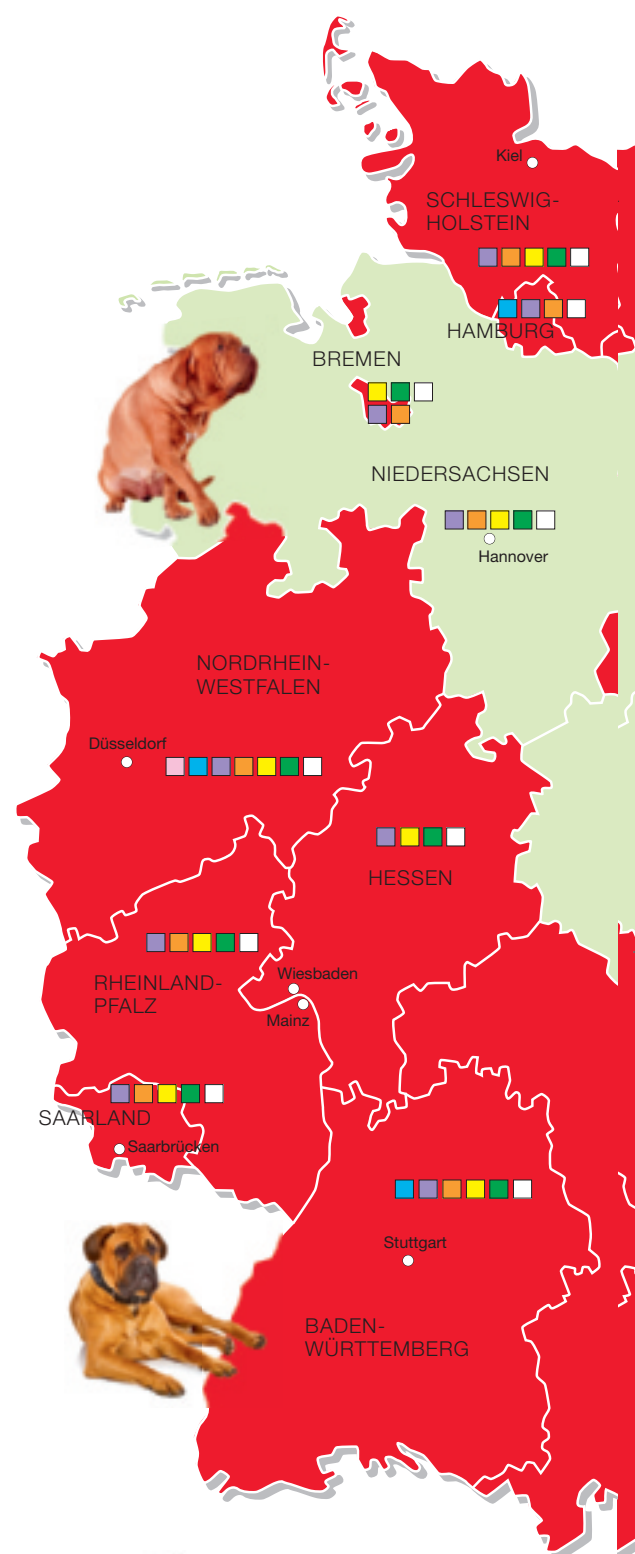 Kiel
SCHLESWIG-
HOLSTEIN
HAMBURG
BREMEN
NIEDERSACHSEN
Hannover
NORDRHEIN-
WESTFALEN
Düsseldorf
HESSEN
RHEINLAND-
PFALZ
Wiesbaden
Mainz
SAARLAND
Saarbrücken
Stuttgart
BADEN-
WÜRTTEMBERG